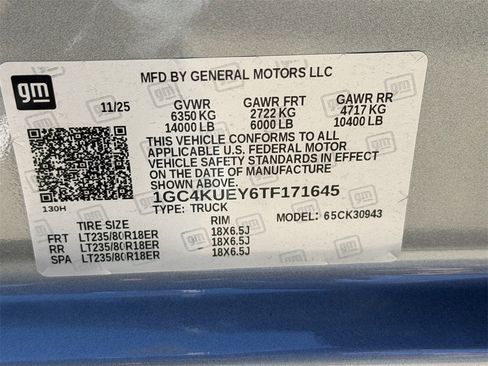 gm
MFD BY GENERAL MOTORS LLC
11/25 GVWR GAWR FRT GAWR RR
6350 KG 2722 KG 4717 KG
14000 LB 6000 LB 10400 LB
THIS VEHICLE CONFORMS TO ALL
APPLICABLE U.S. FEDERAL MOTOR
VEHICLE SAFETY STANDARDS IN EFFECT
ON THE DATE OF MANUFACTURE
SHOWN ABOVE.
1GC4KUEY6TF171645
130H
TYPE: TRUCK MODEL: 65CK30943
TIRE SIZE RIM
FRT LT235/80R18ER 18X6.5J
RR LT235/80R18ER 18X6.5J
SPA LT235/80R18ER 18X6.5J